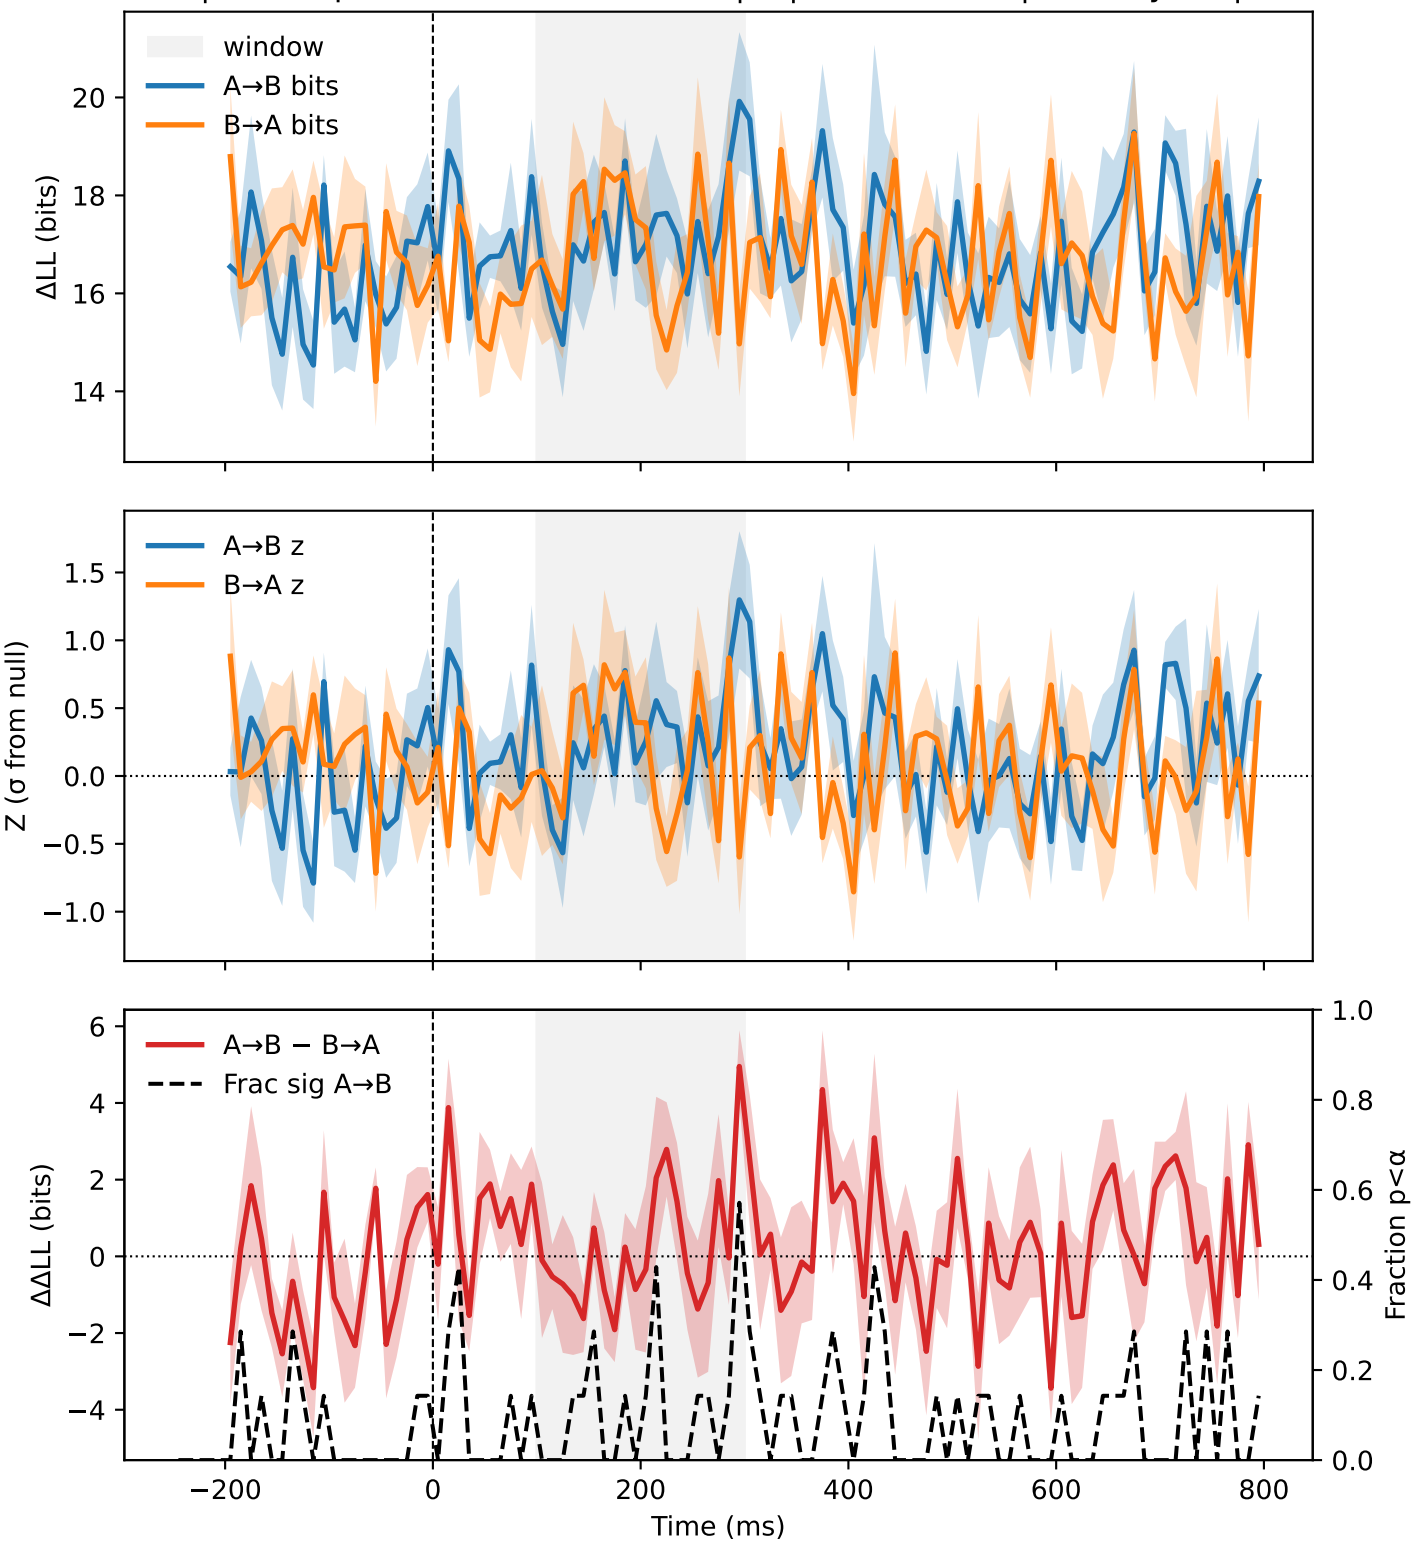 window
A→B bits
B→A bits
20
18
16
14
ΔLL (bits)
A→B z
B→A z
1.5
1.0
0.5
0.0
−0.5
−1.0
Z (σ from null)
A→B − B→A
Frac sig A→B
6
4
2
0
−2
−4
ΔΔLL (bits)
1.0
0.8
0.6
0.4
0.2
0.0
Fraction p<α
−200
0
200
400
600
800
Time (ms)